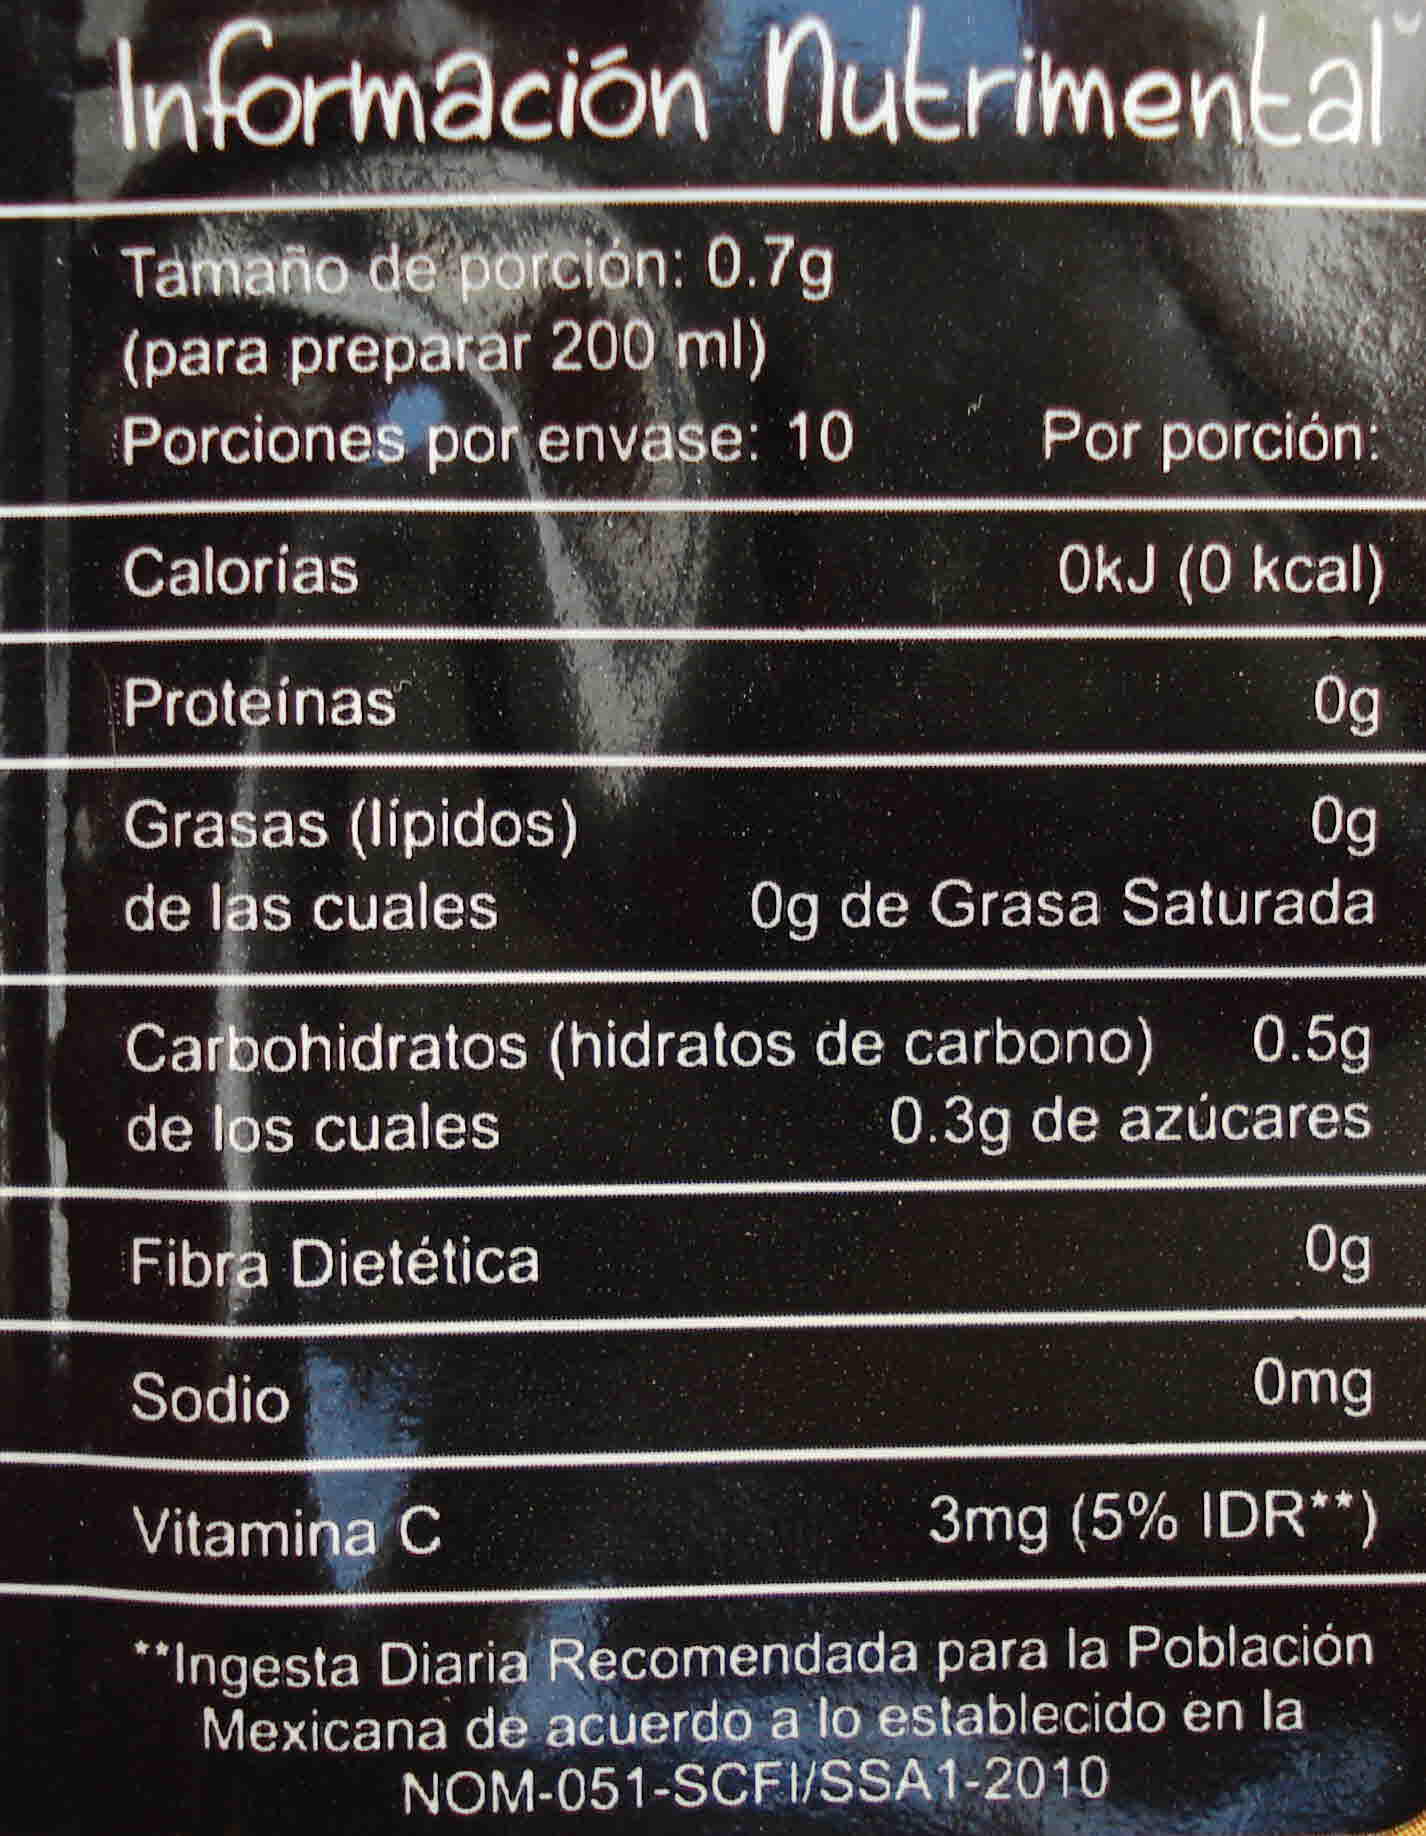 Información nutrimental
Tamaño de porción: 0.7g
(para preparar 200 ml)
Porciones por envase: 10 Por porción:
Calorías 0kJ (0 kcal)
Proteínas 0g
Grasas (lípidos) 0g
de las cuales 0g de Grasa Saturada
Carbohidratos (hidratos de carbono) 0.5g
de los cuales 0.3g de azúcares
Fibra Dietética 0g
Sodio 0mg
Vitamina C 3mg (5% IDR**)
**Ingesta Diaria Recomendada para la Población
Mexicana de acuerdo a lo establecido en la
NOM-051-SCFI/SSA1-2010